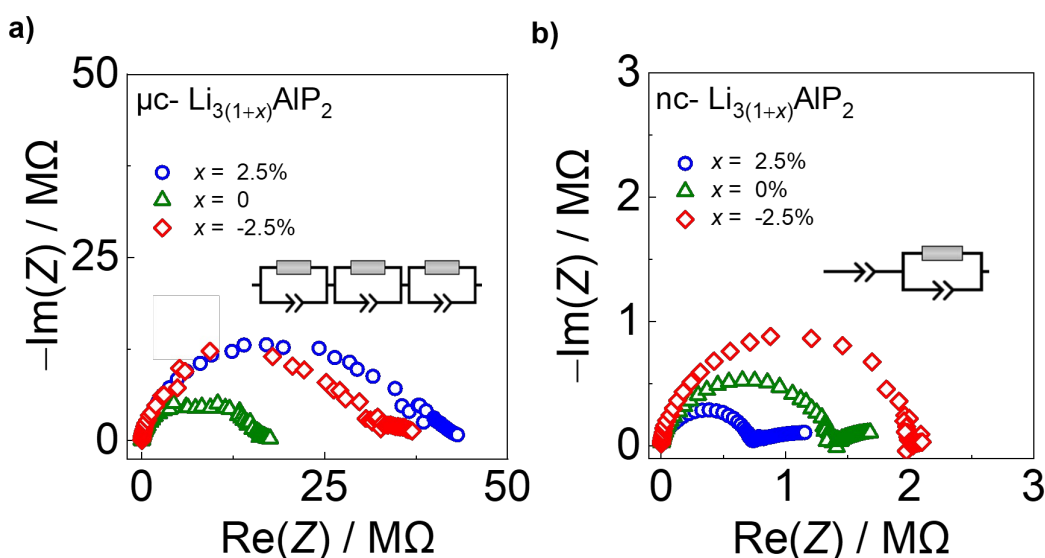 a)
50
25
0
–Im(Z) / MΩ
µc- Li3(1+x)AlP2
x = 2.5%
x = 0
x = -2.5%
0
25
50
Re(Z) / MΩ
b)
3
2
1
0
–Im(Z) / MΩ
nc- Li3(1+x)AlP2
x = 2.5%
x = 0%
x = -2.5%
0
1
2
3
Re(Z) / MΩ